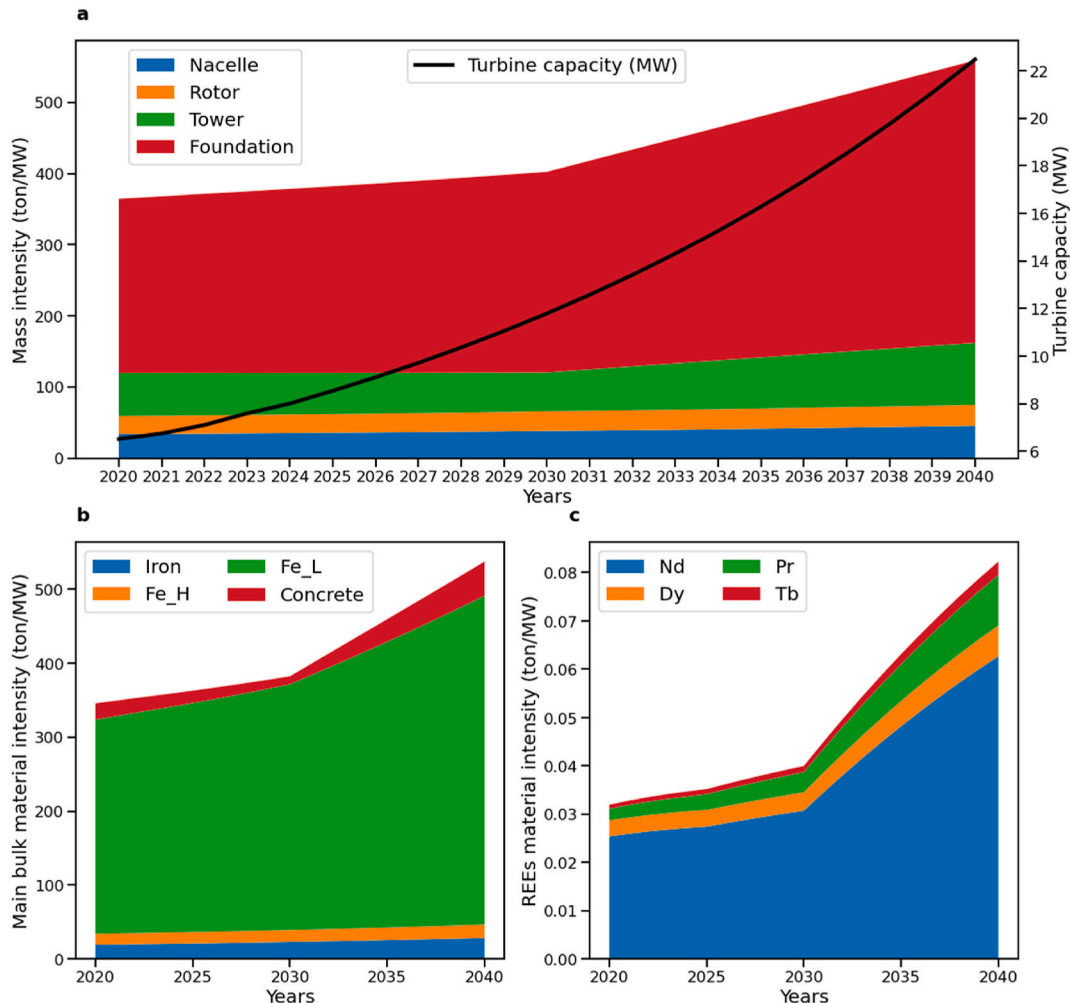 a
Nacelle
Rotor
Tower
Foundation
Turbine capacity (MW)
Mass intensity (ton/MW)
500
400
300
200
100
0
22
20
18
16
14
12
10
8
6
Turbine capacity (MW)
2020 2021 2022 2023 2024 2025 2026 2027 2028 2029 2030 2031 2032 2033 2034 2035 2036 2037 2038 2039 2040
Years
b
Iron
Fe_H
Fe_L
Concrete
Main bulk material intensity (ton/MW)
500
400
300
200
100
0
2020 2025 2030 2035 2040
Years
c
Nd
Dy
Pr
Tb
REEs material intensity (ton/MW)
0.08
0.07
0.06
0.05
0.04
0.03
0.02
0.01
0.00
2020 2025 2030 2035 2040
Years